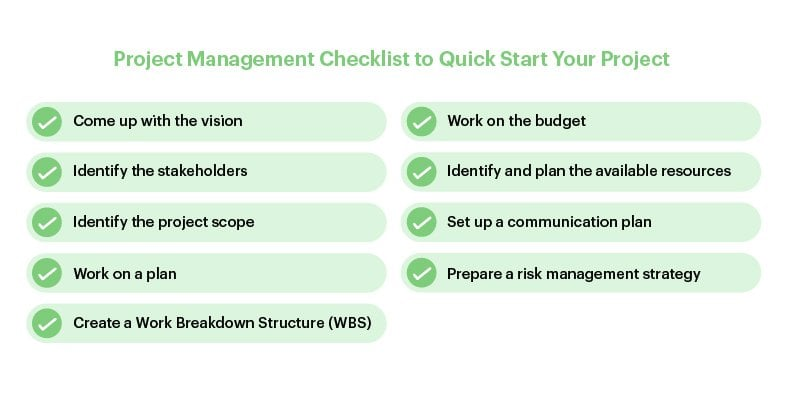 Project Management Checklist to Quick Start Your Project
Come up with the vision
Identify the stakeholders
Identify the project scope
Work on a plan
Create a Work Breakdown Structure (WBS)
Work on the budget
Identify and plan the available resources
Set up a communication plan
Prepare a risk management strategy